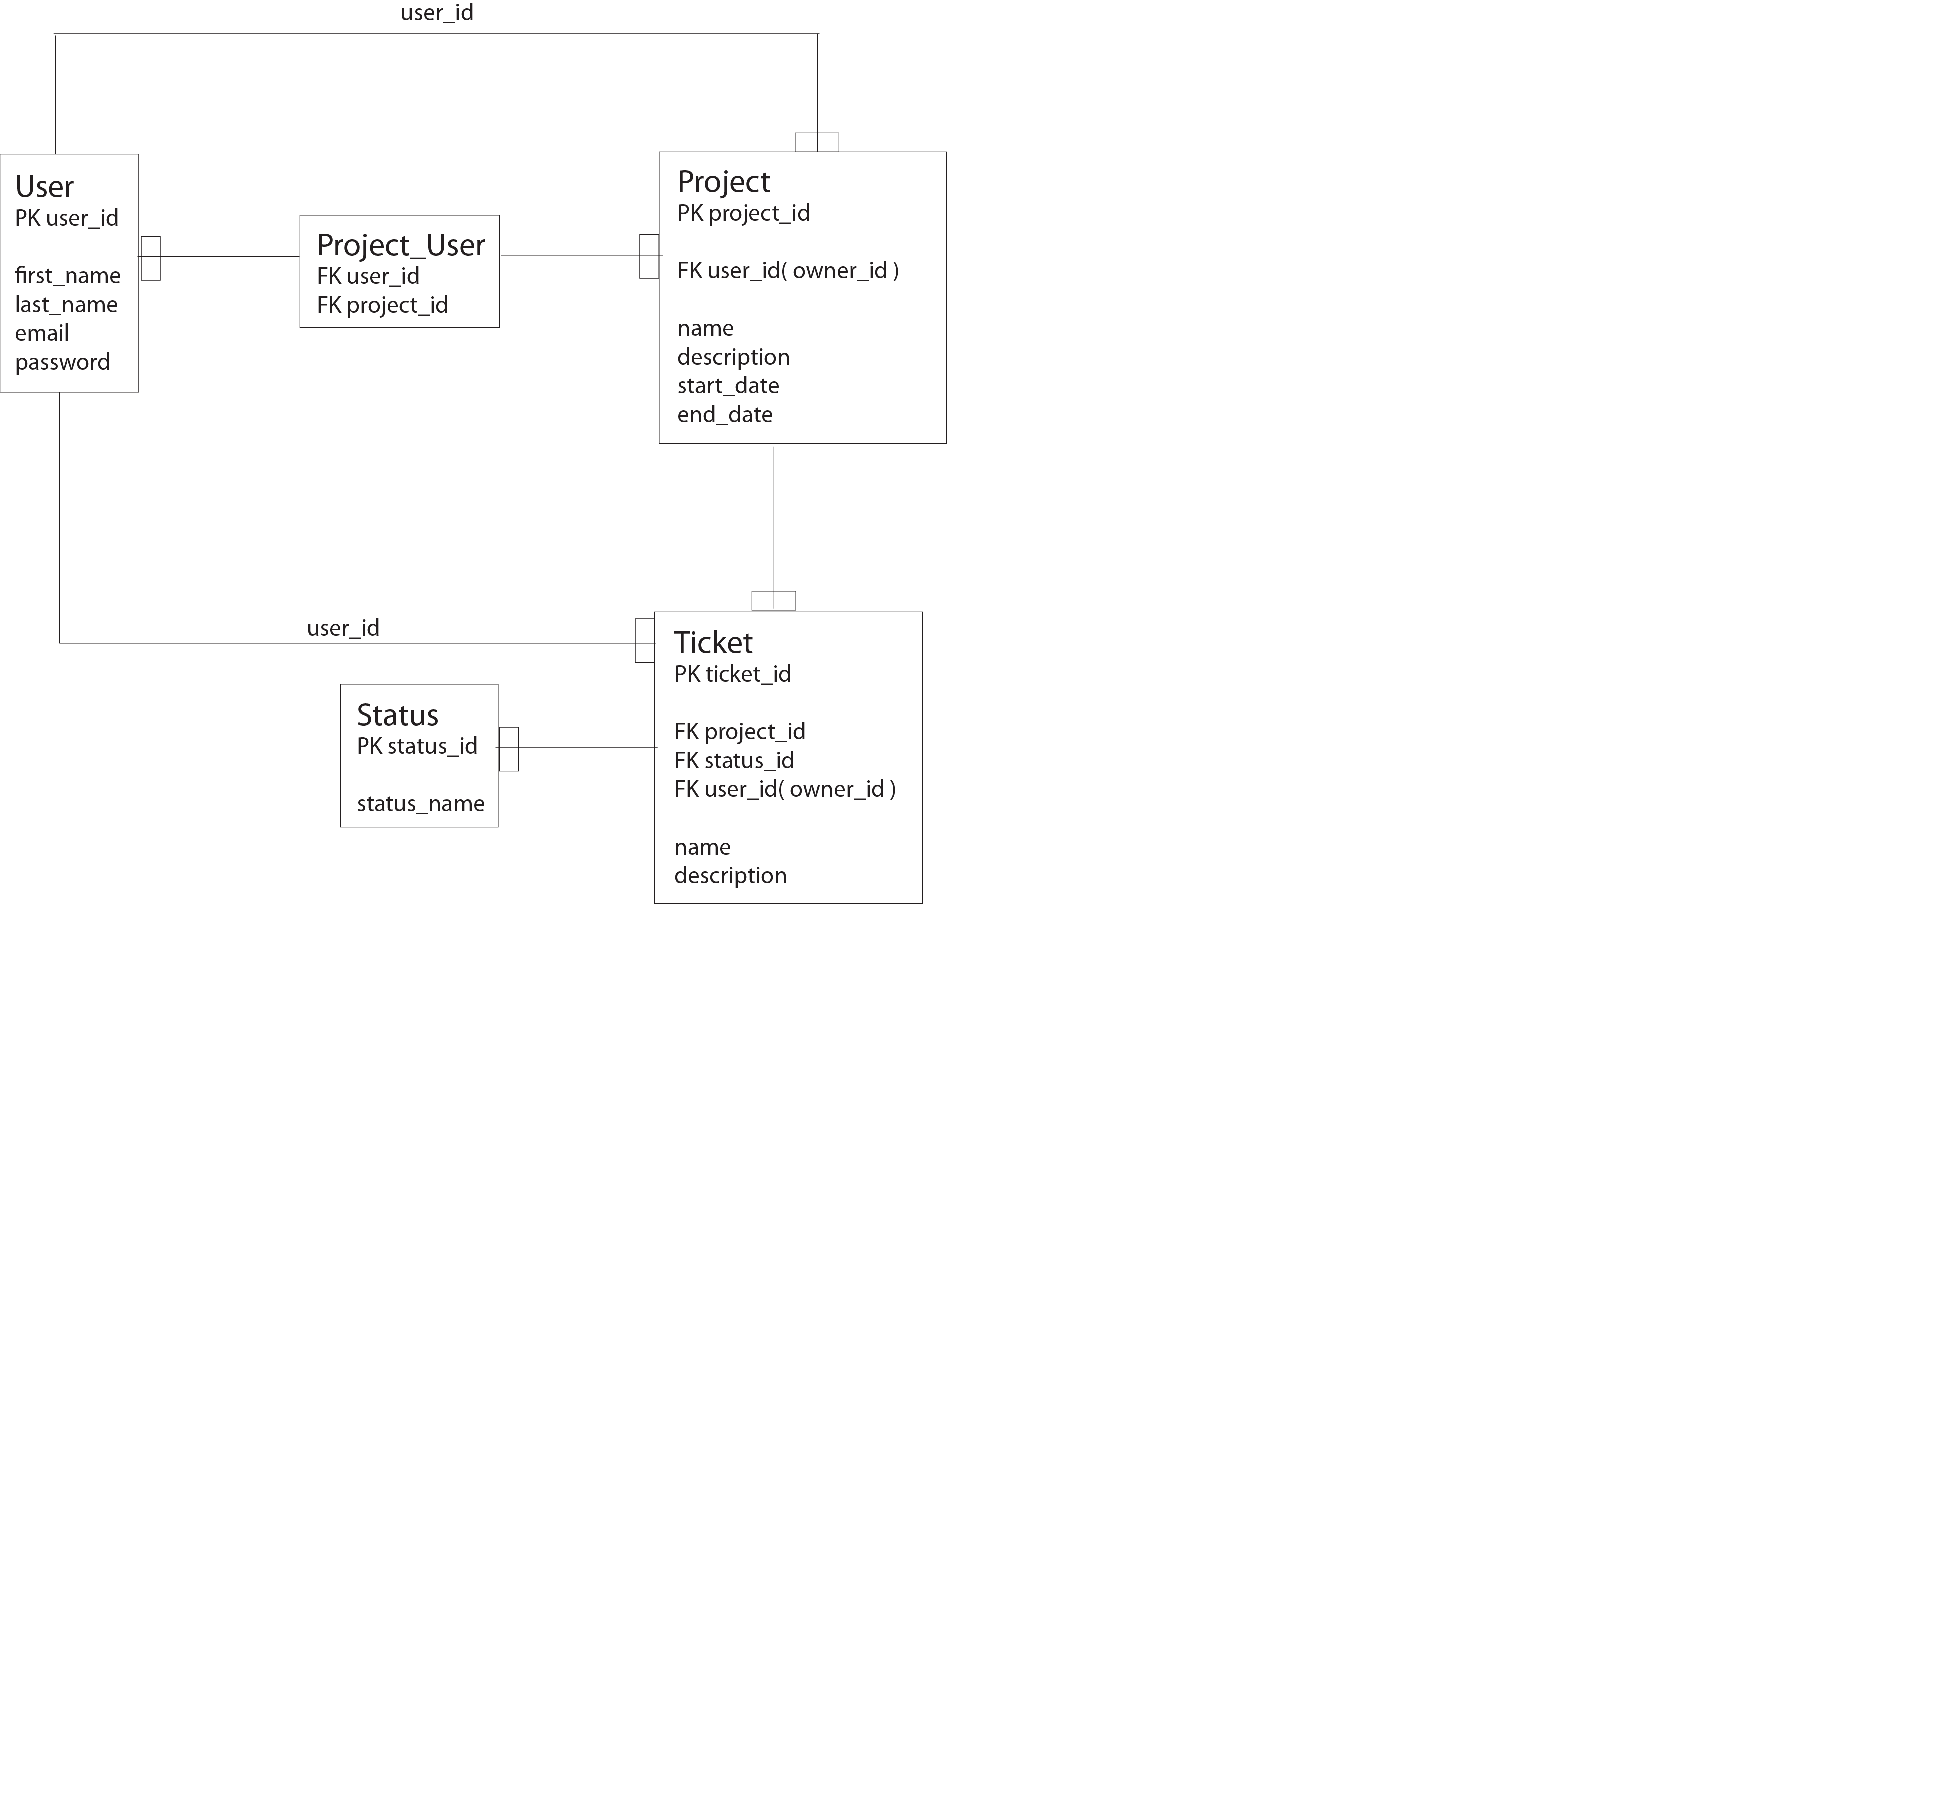 user_id
User
PK user_id
first_name
last_name
email
password
Project_User
FK user_id
FK project_id
Project
PK project_id
FK user_id( owner_id )
name
description
start_date
end_date
user_id
Status
PK status_id
status_name
Ticket
PK ticket_id
FK project_id
FK status_id
FK user_id( owner_id )
name
description